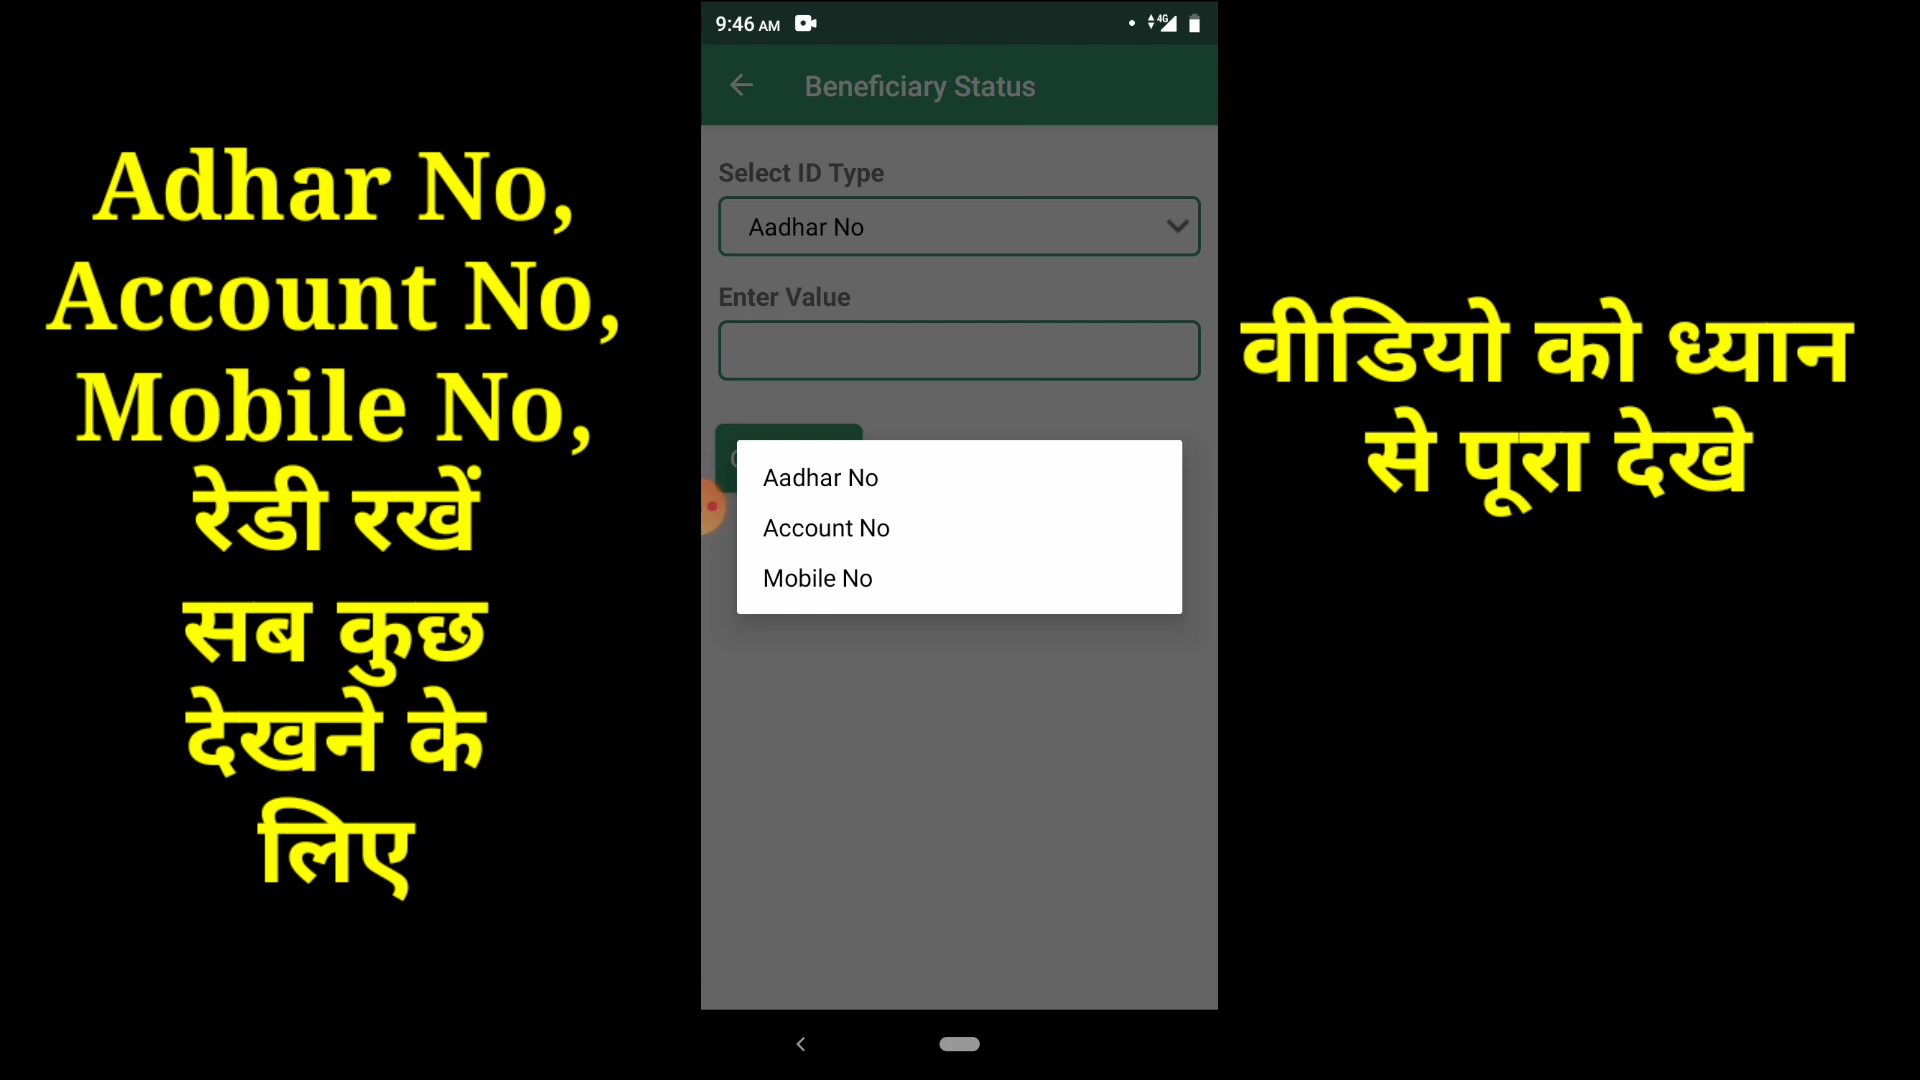 Adhar No,
Account No,
Mobile No,
रेडी रखें
सब कुछ
देखने के
लिए
9:46 AM
4G
Beneficiary Status
Select ID Type
Aadhar No
Enter Value
Aadhar No
Account No
Mobile No
वीडियो को ध्यान
से पूरा देखे